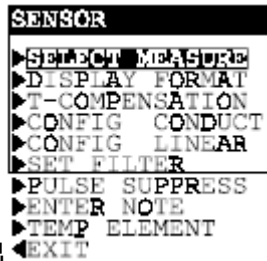 SENSOR
▶SELECT MEASURE
▶DISPLAY FORMAT
▶T-COMPENSATION
▶CONFIG CONDUCT
▶CONFIG LINEAR
▶SET FILTER
▶PULSE SUPPRESS
▶ENTER NOTE
▶TEMP ELEMENT
◀EXIT